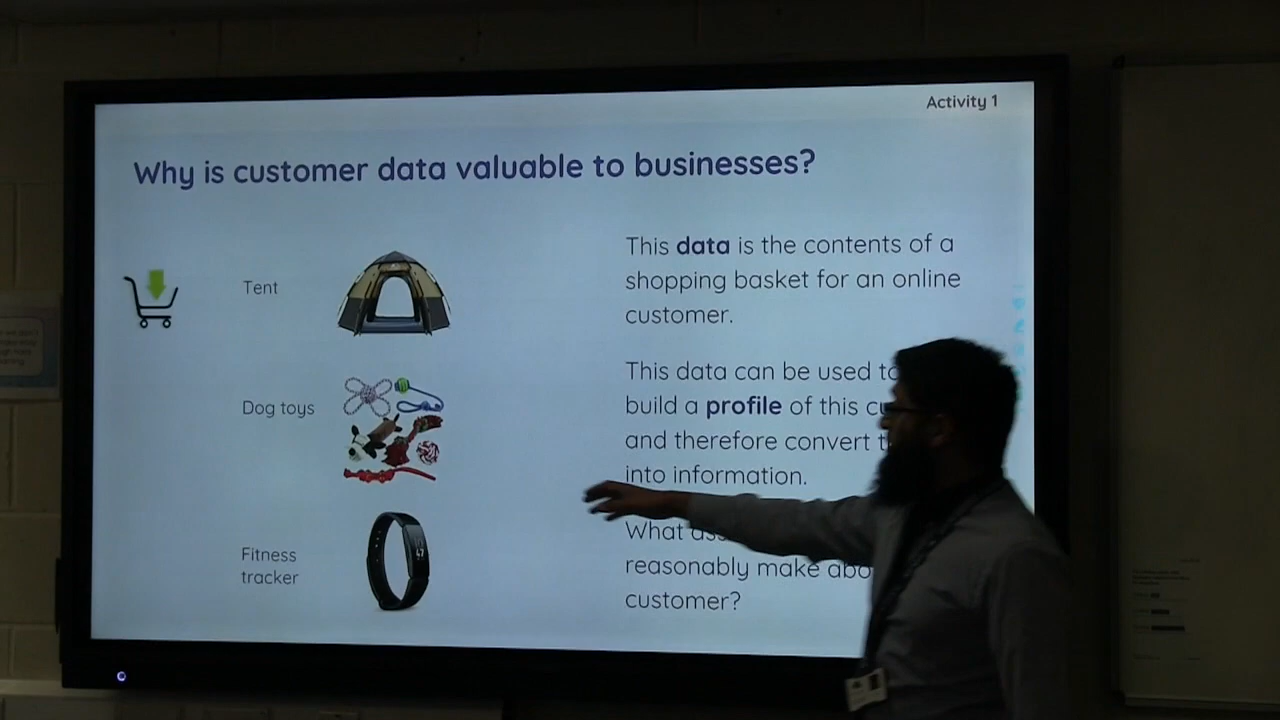 Activity 1
Why is customer data valuable to businesses?
Tent
Dog toys
Fitness
tracker
This data is the contents of a
shopping basket for an online
customer.
This data can be used to
build a profile of this
and therefore convert
into information.
What
reasonably make
customer?